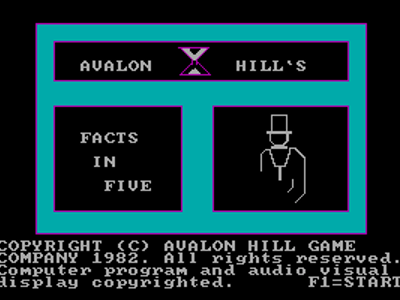 AVALON HILL'S
FACTS
IN
FIVE
COPYRIGHT (C) AVALON HILL GAME
COMPANY 1982. All rights reserved.
Computer program and audio visual
display copyrighted. F1=START